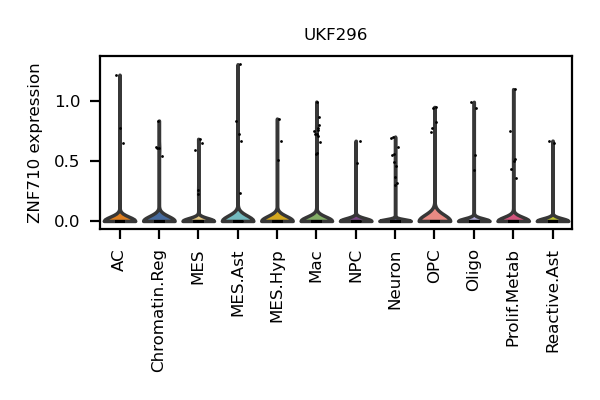 UKF296
ZNF710 expression
1.0
0.5
0.0
AC
Chromatin.Reg
MES
MES.Ast
MES.Hyp
Mac
NPC
Neuron
OPC
Oligo
Prolif.Metab
Reactive.Ast